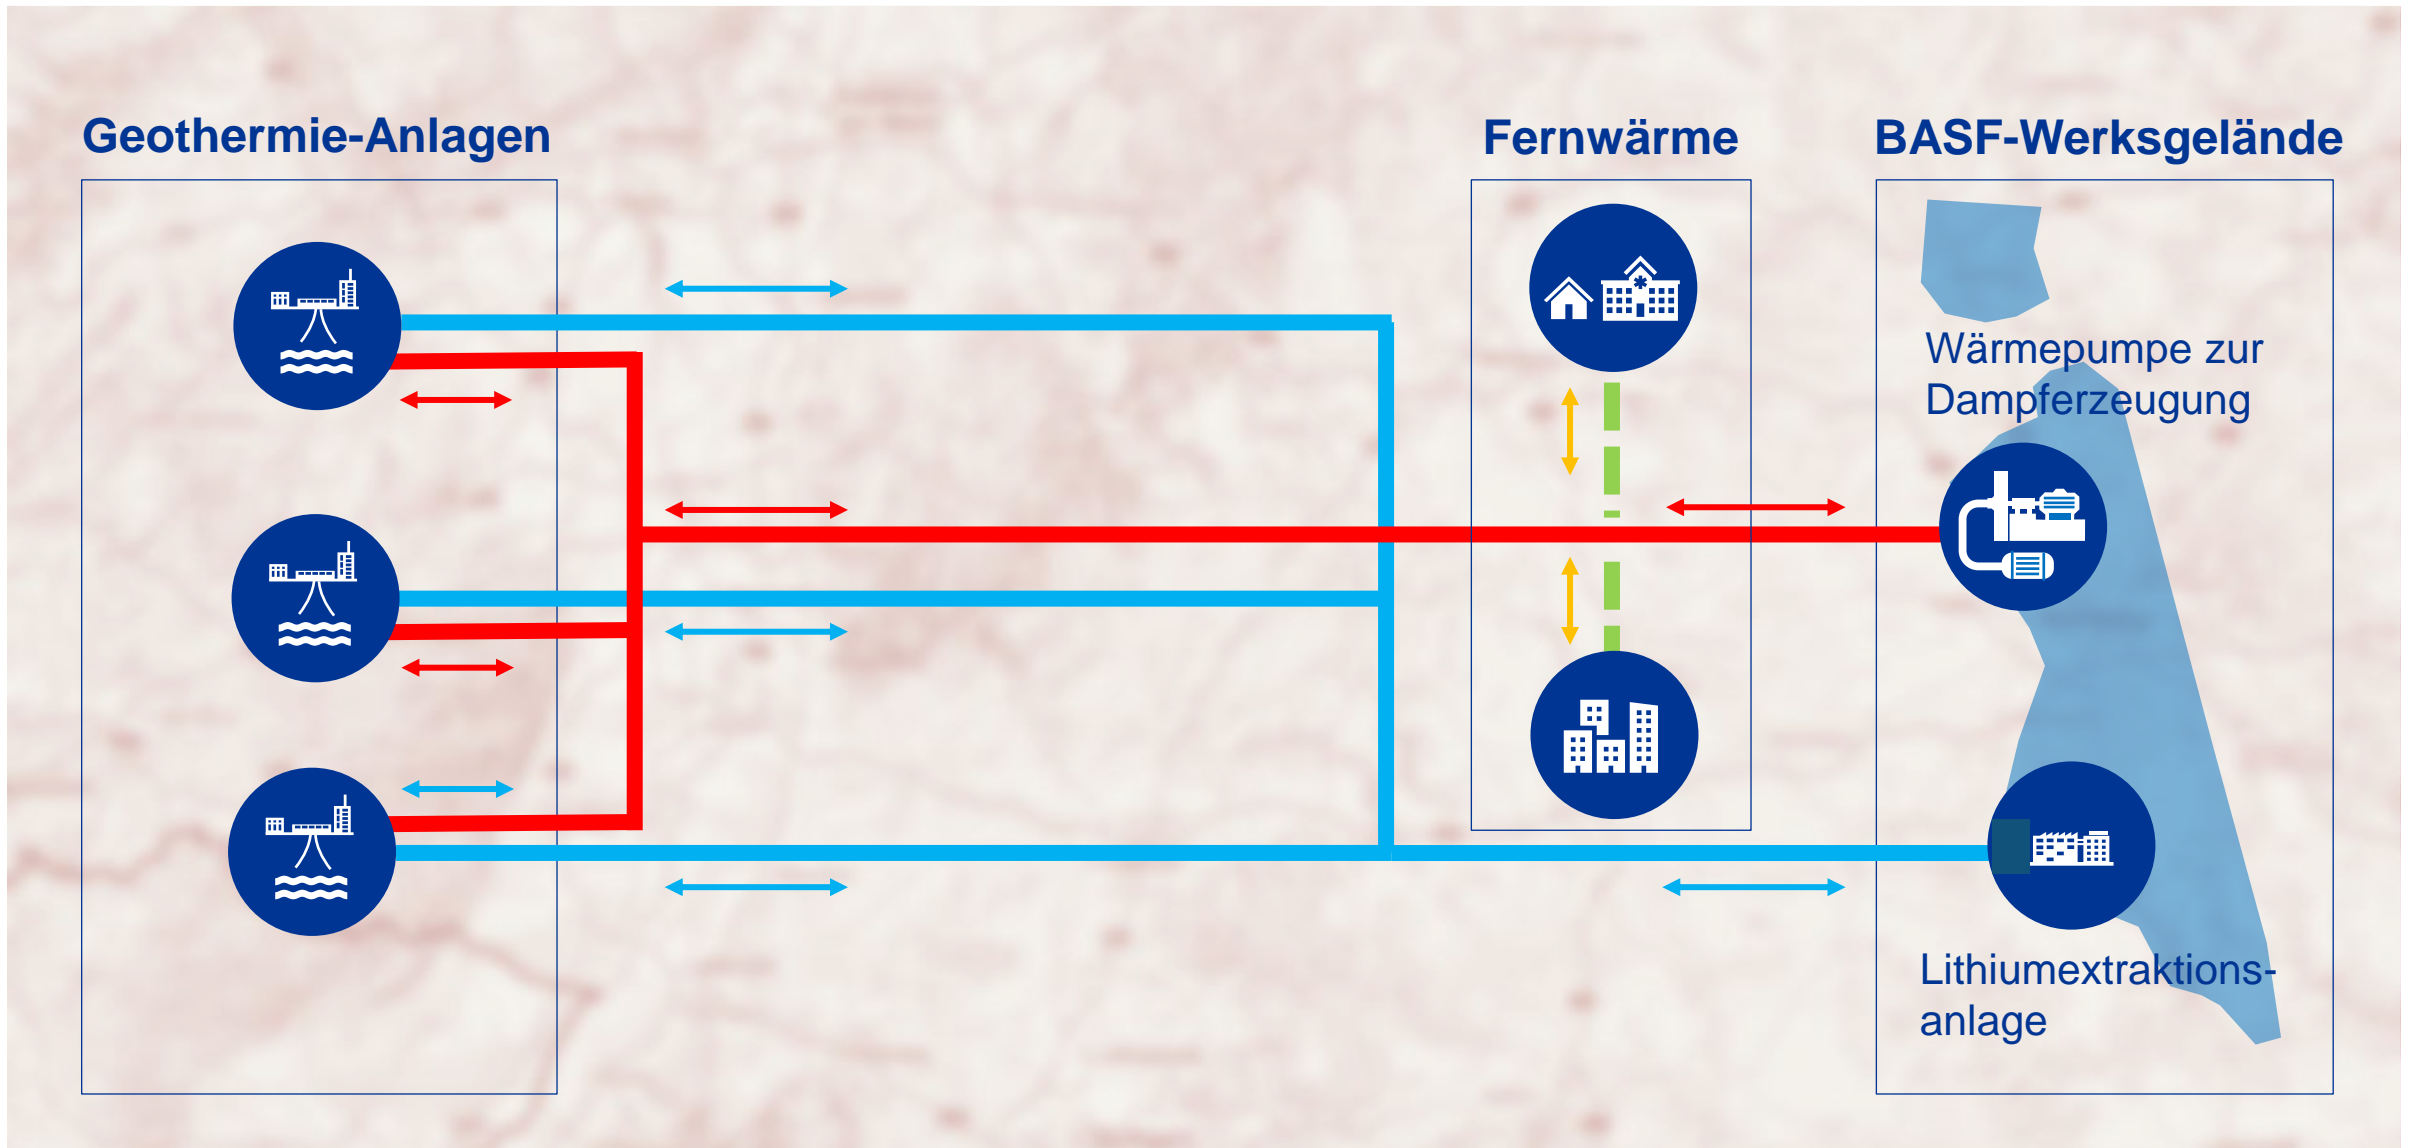 Geothermie-Anlagen
Fernwärme
BASF-Werksgelände
Wärmepumpe zur
Dampferzeugung
Lithiumextraktions-
anlage